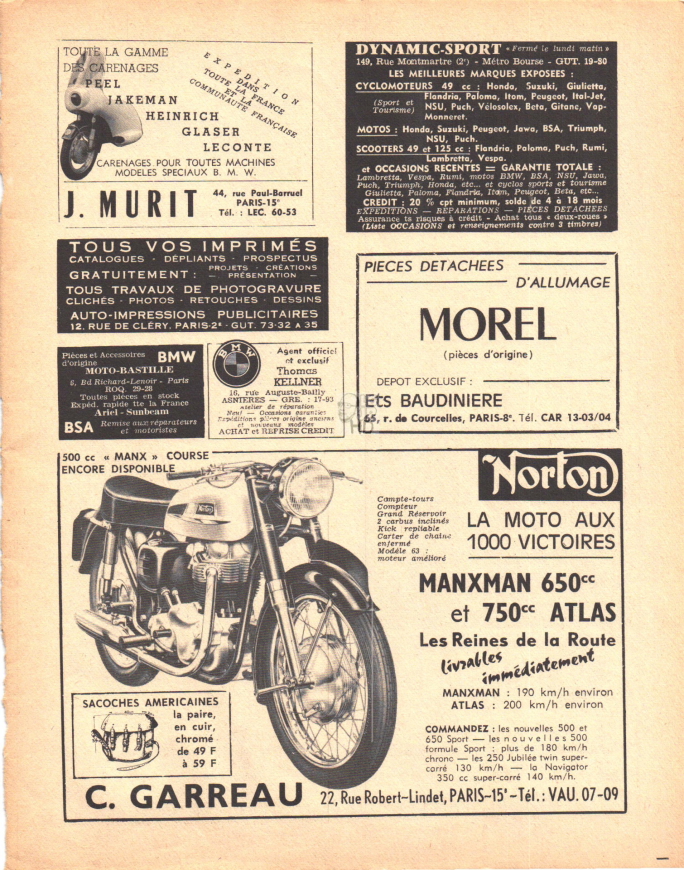 TOUTE LA GAMME
DES CARENAGES
PEEL
JAKEMAN
HEINRICH
GLASER
LECONTE
EXPEDITION
DANS
TOUTE LA FRANCE
ET LA
COMMUNAUTE FRANÇAISE
CARENAGES POUR TOUTES MACHINES
MODELES SPECIAUX B. M. W.
J. MURIT
44, rue Paul-Barruel
PARIS-15e
Tél. : LEC. 60-53
DYNAMIC-SPORT « Fermé le lundi matin »
149, Rue Montmartre (2e) - Métro Bourse - GUT. 19-80
LES MEILLEURES MARQUES EXPOSEES :
CYCLOMOTEURS 49 cc : Honda, Suzuki, Giulietta,
(Sport et Tourisme) Flandria, Paloma, Itom, Peugeot, Ital-Jet,
NSU, Puch, Vélosolex, Beta, Gitane, Vap-
Monneret.
MOTOS : Honda, Suzuki, Peugeot, Jawa, BSA, Triumph,
NSU, Puch.
SCOOTERS 49 et 125 cc : Flandria, Paloma, Puch, Rumi,
Lambretta, Vespa.
et OCCASIONS RECENTES = GARANTIE TOTALE :
Lambretta, Vespa, Rumi, motos BMW, BSA, NSU, Jawa,
Puch, Triumph, Honda, etc... et cyclos sports et tourisme
Giulietta, Paloma, Flandria, Itom, Peugeot, Beta, etc...
CREDIT : 20 % cpt minimum, solde de 4 à 18 mois
EXPEDITIONS - REPARATIONS - PIECES DETACHEES
Assurance ts risques à crédit - Achat tous « deux-roues »
(Liste OCCASIONS et renseignements contre 3 timbres)
TOUS VOS IMPRIMÉS
CATALOGUES · DÉPLIANTS · PROSPECTUS
GRATUITEMENT : PROJETS · CRÉATIONS
— PRÉSENTATION —
TOUS TRAVAUX DE PHOTOGRAVURE
CLICHÉS · PHOTOS · RETOUCHES · DESSINS
AUTO-IMPRESSIONS PUBLICITAIRES
12, RUE DE CLÉRY, PARIS-2e · GUT. 73-32 A 35
PIECES DETACHEES
D'ALLUMAGE
MOREL
(pièces d'origine)
DEPOT EXCLUSIF :
Ets BAUDINIERE
65, r. de Courcelles, PARIS-8e. Tél. CAR 13-03/04
Pièces et Accessoires d'origine BMW
MOTO-BASTILLE
6, Bd Richard-Lenoir - Paris
ROQ. 29-28
Toutes pièces en stock
Expéd. rapide tte la France
Ariel - Sunbeam
BSA Remise aux réparateurs
et motoristes
BMW
Agent officiel
et exclusif
Thomas
KELLNER
16, rue Auguste-Bailly
ASNIERES — GRE. : 17-93
Atelier de réparation
Neuf — Occasions garanties
Expéditions pièces origine anciens
et nouveaux modèles
ACHAT et REPRISE CREDIT
500 cc « MANX » COURSE
ENCORE DISPONIBLE
Norton
Compte-tours
Compteur
Grand Réservoir
2 carbus inclinés
Kick repliable
Carter de chaîne
enfermé
Modèle 63 :
moteur amélioré
LA MOTO AUX
1000 VICTOIRES
MANXMAN 650cc
et 750cc ATLAS
Les Reines de la Route
livrables
immédiatement
MANXMAN : 190 km/h environ
ATLAS : 200 km/h environ
COMMANDEZ : les nouvelles 500 et
650 Sport — les nouvelles 500
formule Sport : plus de 180 km/h
chrono — les 250 Jubilée twin super-
carré 130 km/h — la Navigator
350 cc super-carré 140 km/h.
SACOCHES AMERICAINES
la paire,
en cuir,
chromé
de 49 F
à 59 F
C. GARREAU 22, Rue Robert-Lindet, PARIS-15e - Tél. : VAU. 07-09